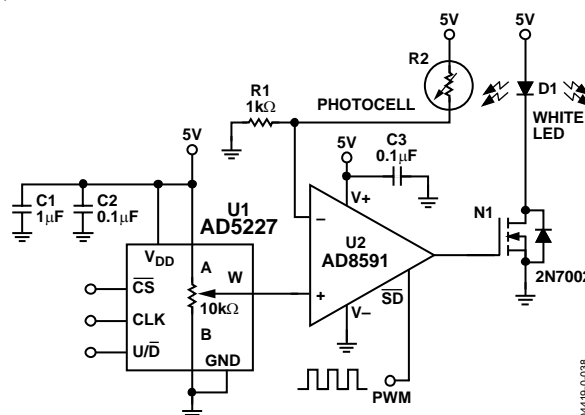 5V
5V
R2
R1
1kΩ
PHOTOCELL
D1
WHITE
LED
5V
5V
C3
0.1µF
C1
1µF
C2
0.1µF
U1
AD5227
V+
N1
VDD
A
W
−
U2
AD8591
CS̅
10kΩ
+
2N7002
CLK
B
SD̅
V−
U/D̅
GND
PWM